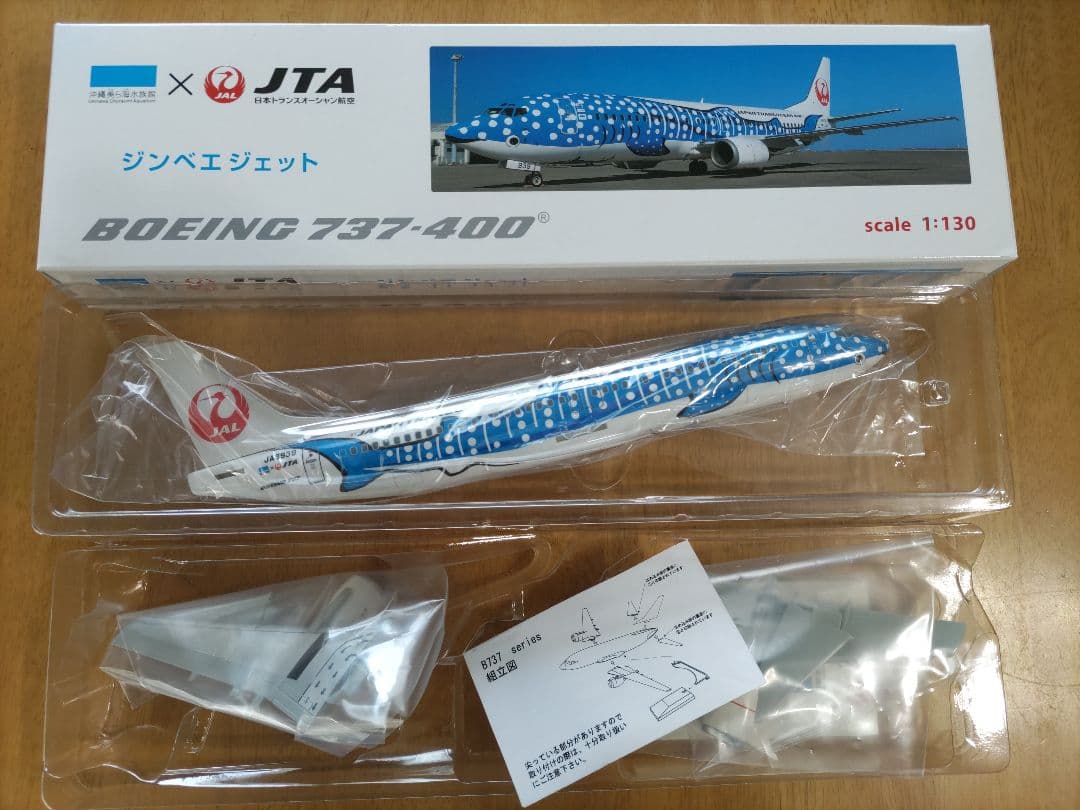 沖縄美ら海水族館
Okinawa Churaumi Aquarium
×
JAL
JTA
日本トランスオーシャン航空
ジンベエ ジェット
BOEING 737-400®
scale 1:130
JTA
JAL
JA8939
JTA
B737 series
組立図
尖っている部分がありますので
取り付けの際は、十分取り扱い
にご注意下さい。